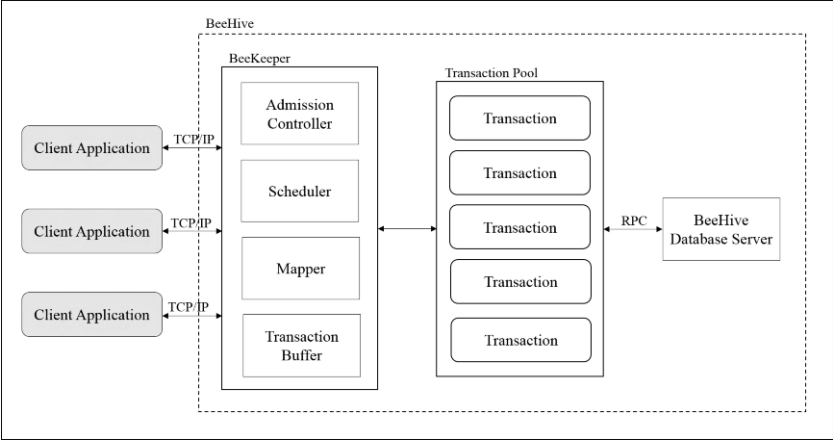 BeeHive
BeeKeeper
Admission
Controller
Scheduler
Mapper
Transaction
Buffer
Client Application
TCP/IP
Client Application
TCP/IP
Client Application
TCP/IP
Transaction Pool
Transaction
Transaction
Transaction
Transaction
Transaction
RPC
BeeHive
Database Server